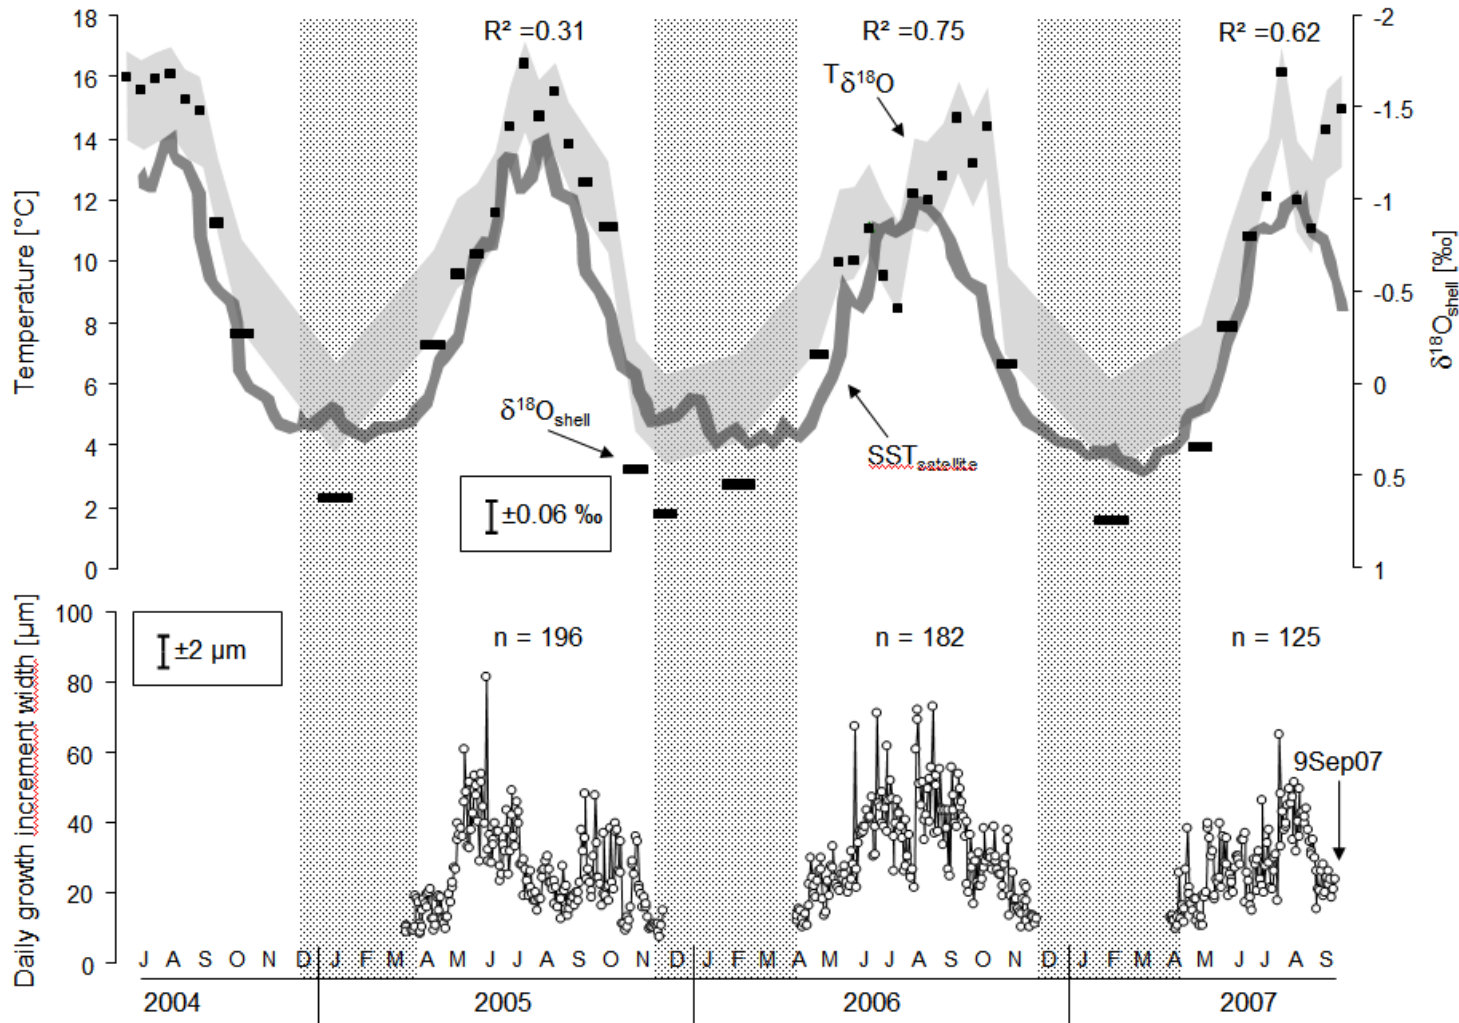 18
16
14
12
10
8
6
4
2
0
Temperature [°C]
R² =0.31
R² =0.75
R² =0.62
Tδ¹⁸O
δ¹⁸Oshell
SSTsatellite
±0.06 ‰
-2
-1.5
-1
-0.5
0
0.5
1
δ¹⁸Oshell [‰]
100
80
60
40
20
0
Daily growth increment width [µm]
±2 µm
n = 196
n = 182
n = 125
9Sep07
J A S O N D J F M A M J J A S O N D J F M A M J J A S O N D J F M A M J J A S
2004 2005 2006 2007